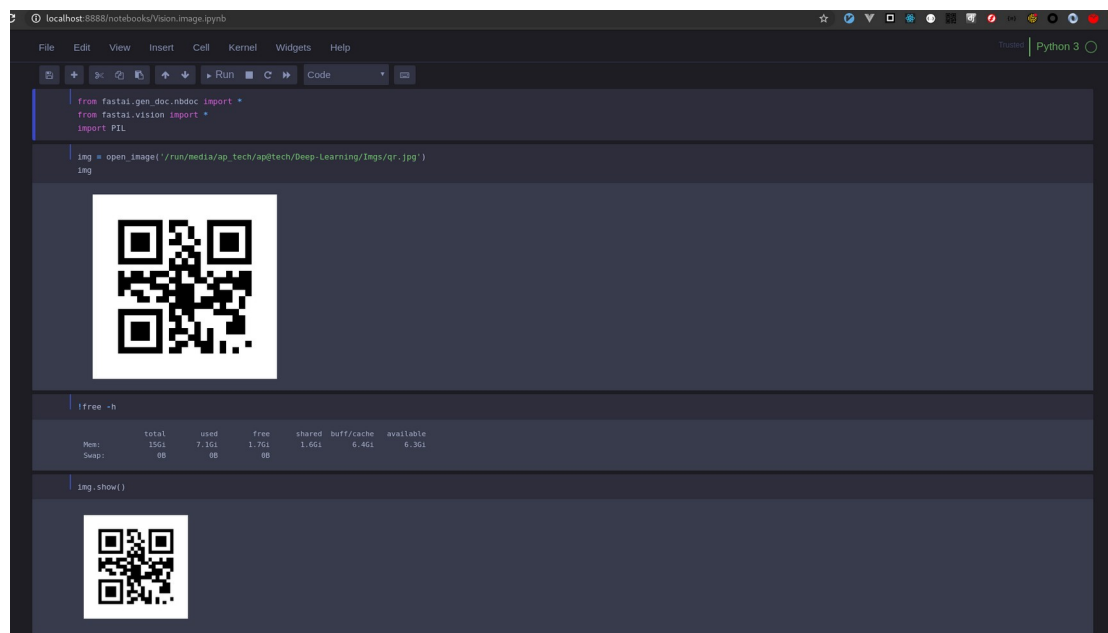 localhost:8888/notebooks/Vision.image.ipynb
File Edit View Insert Cell Kernel Widgets Help
Trusted Python 3
Run Code
from fastai.gen_doc.nbdoc import *
from fastai.vision import *
import PIL
img = open_image('/run/media/ap_tech/ap@tech/Deep-Learning/Imgs/qr.jpg')
img
!free -h
total used free shared buff/cache available
Mem: 15Gi 7.1Gi 1.7Gi 1.6Gi 6.4Gi 6.3Gi
Swap: 0B 0B 0B
img.show()